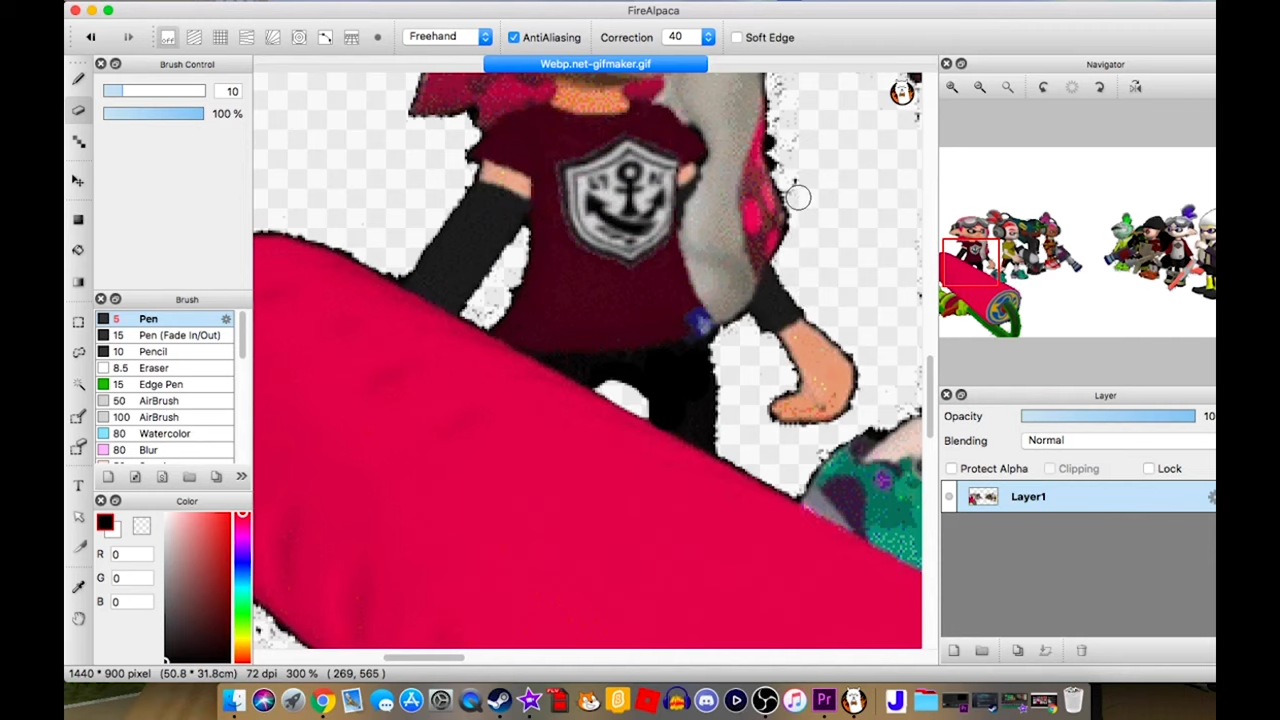 FireAlpaca
off
Freehand
AntiAliasing
Correction
40
Soft Edge
Brush Control
Webp.net-gifmaker.gif
Navigator
10
100 %
Brush
5 Pen
15 Pen (Fade In/Out)
10 Pencil
8.5 Eraser
15 Edge Pen
50 AirBrush
100 AirBrush
80 Watercolor
80 Blur
Layer
Opacity
10
Blending
Normal
Protect Alpha
Clipping
Lock
Layer1
Color
R 0
G 0
B 0
T
1440 * 900 pixel (50.8 * 31.8cm) 72 dpi 300 % ( 269, 565 )
Pr
J